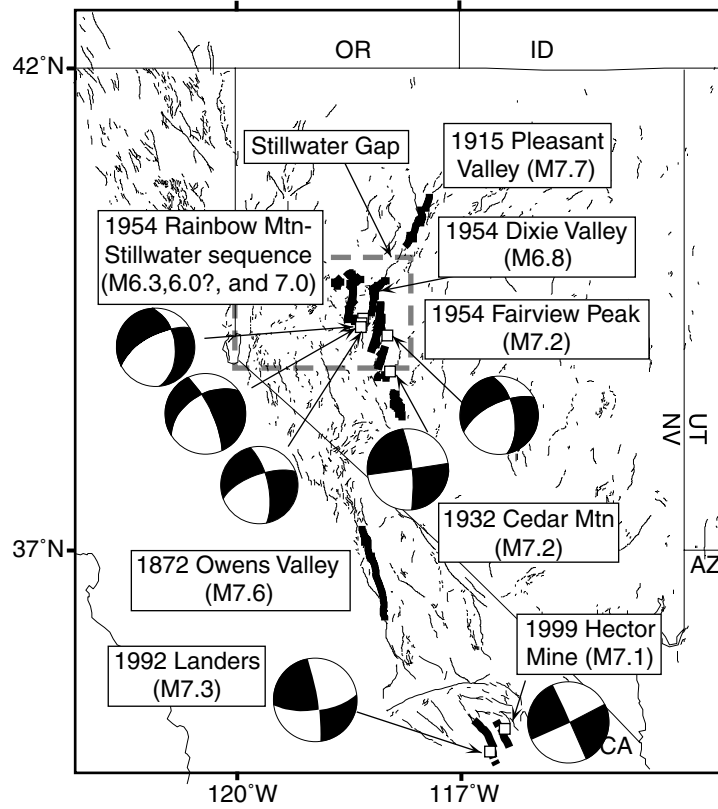 OR
ID
42˚N
Stillwater Gap
1915 Pleasant
Valley (M7.7)
1954 Rainbow Mtn-
Stillwater sequence
(M6.3,6.0?, and 7.0)
1954 Dixie Valley
(M6.8)
1954 Fairview Peak
(M7.2)
NV
UT
1932 Cedar Mtn
(M7.2)
37˚N
1872 Owens Valley
(M7.6)
AZ
1999 Hector
Mine (M7.1)
1992 Landers
(M7.3)
CA
120˚W
117˚W